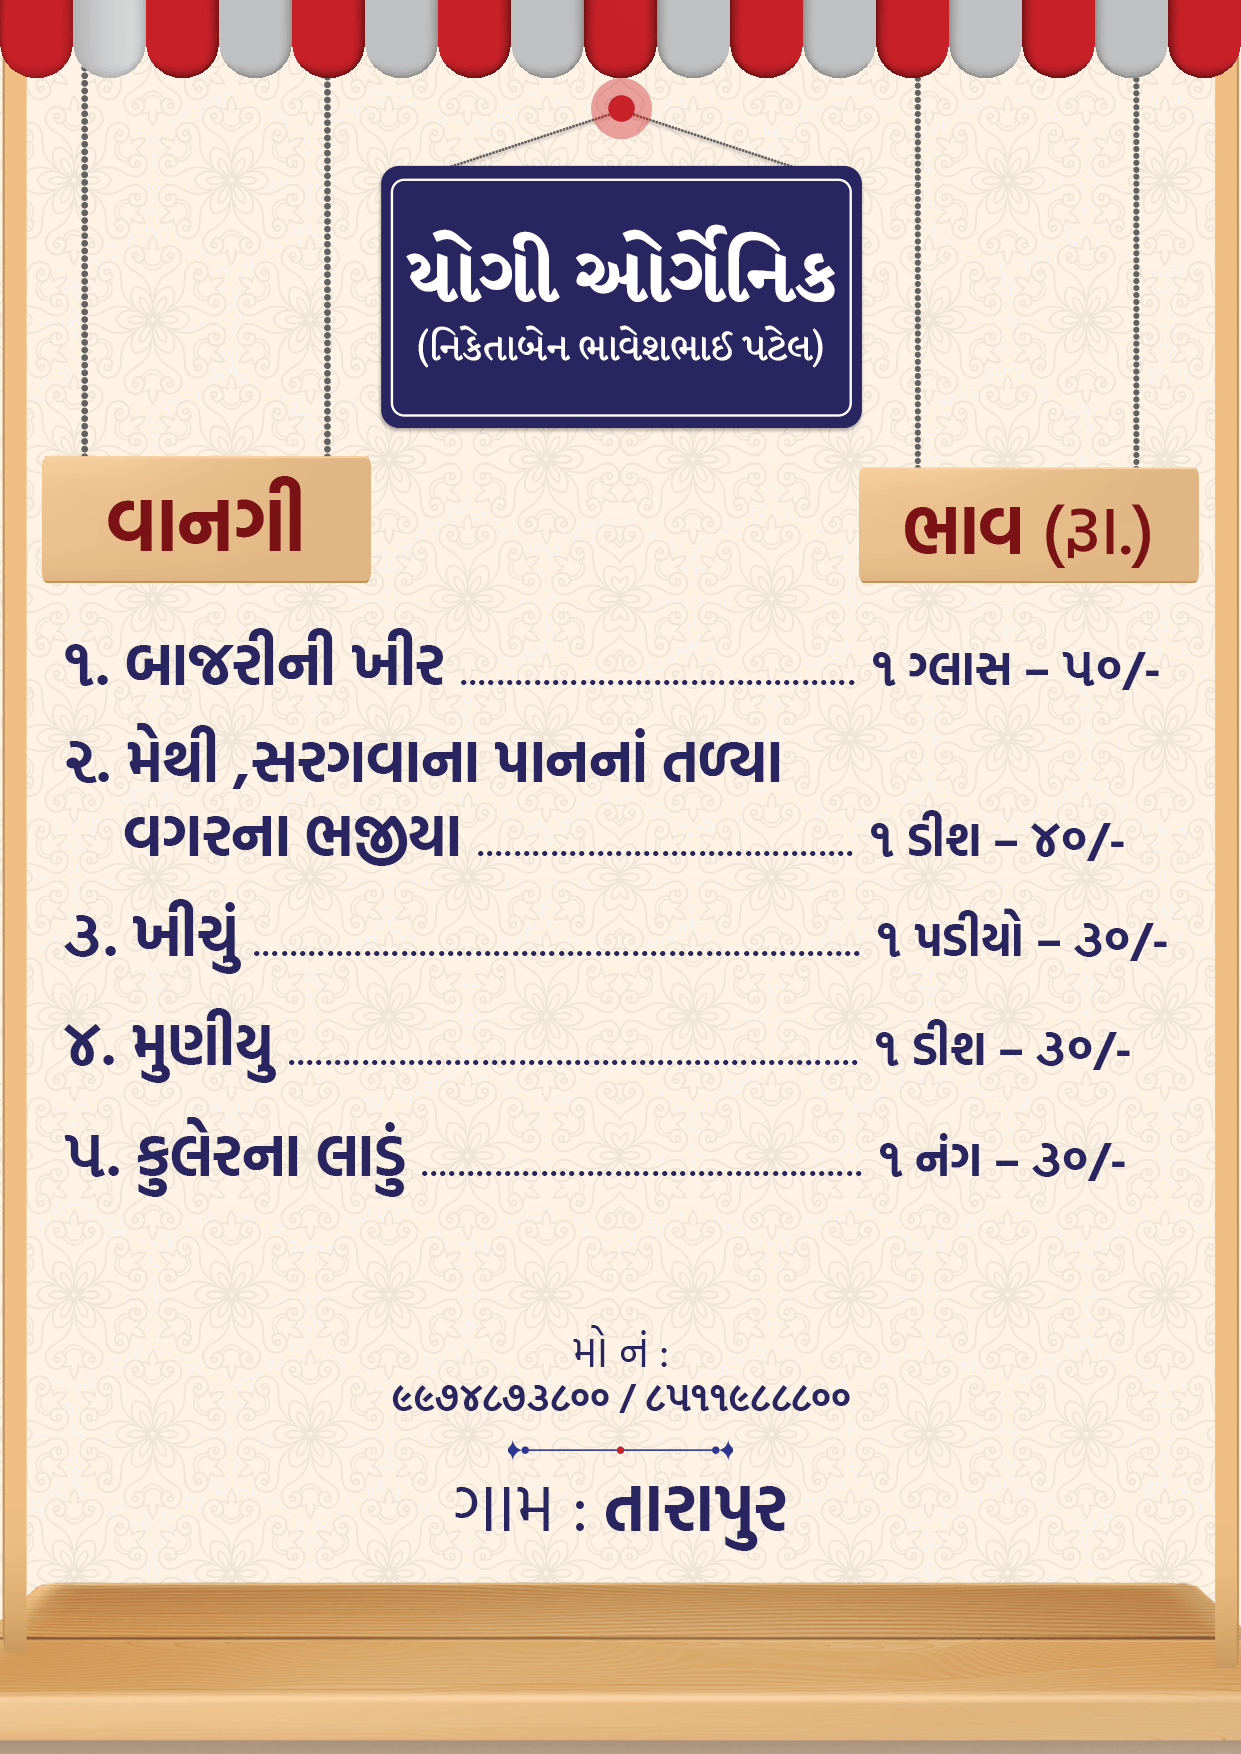 યોગી ઓર્ગેનિક
(નિકેતાબેન ભાવેશભાઈ પટેલ)
વાનગી
ભાવ (રૂા.)
૧. બાજરીની ખીર ........................................... ૧ ગ્લાસ – ૫૦/-
૨. મેથી ,સરગવાના પાનનાં તળ્યા
વગરના ભજીયા ......................................... ૧ ડીશ – ૪૦/-
૩. ખીચું .................................................................. ૧ પડીયો – ૩૦/-
૪. મુણીયુ .............................................................. ૧ ડીશ – ૩૦/-
૫. કુલેરના લાડું ................................................ ૧ નંગ – ૩૦/-
મો નં :
૯૯૭૪૮૭૩૮૦૦ / ૮૫૧૧૯૮૮૮૦૦
ગામ : તારાપુર